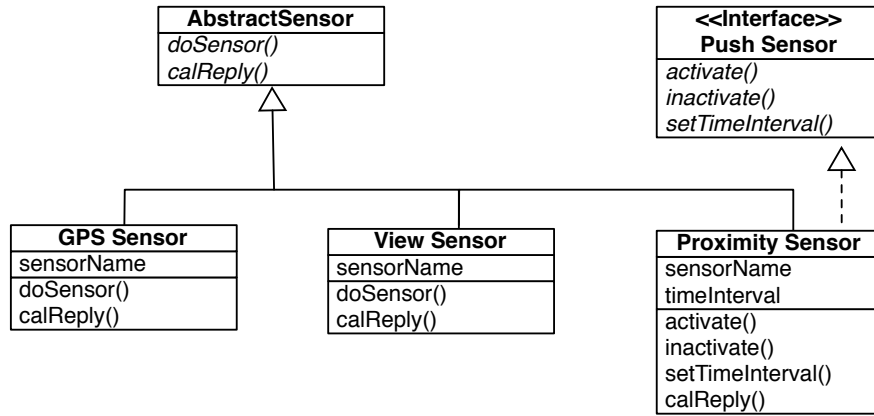 AbstractSensor
doSensor()
calReply()
<<Interface>>
Push Sensor
activate()
inactivate()
setTimeInterval()
GPS Sensor
sensorName
doSensor()
calReply()
View Sensor
sensorName
doSensor()
calReply()
Proximity Sensor
sensorName
timeInterval
activate()
inactivate()
setTimeInterval()
calReply()